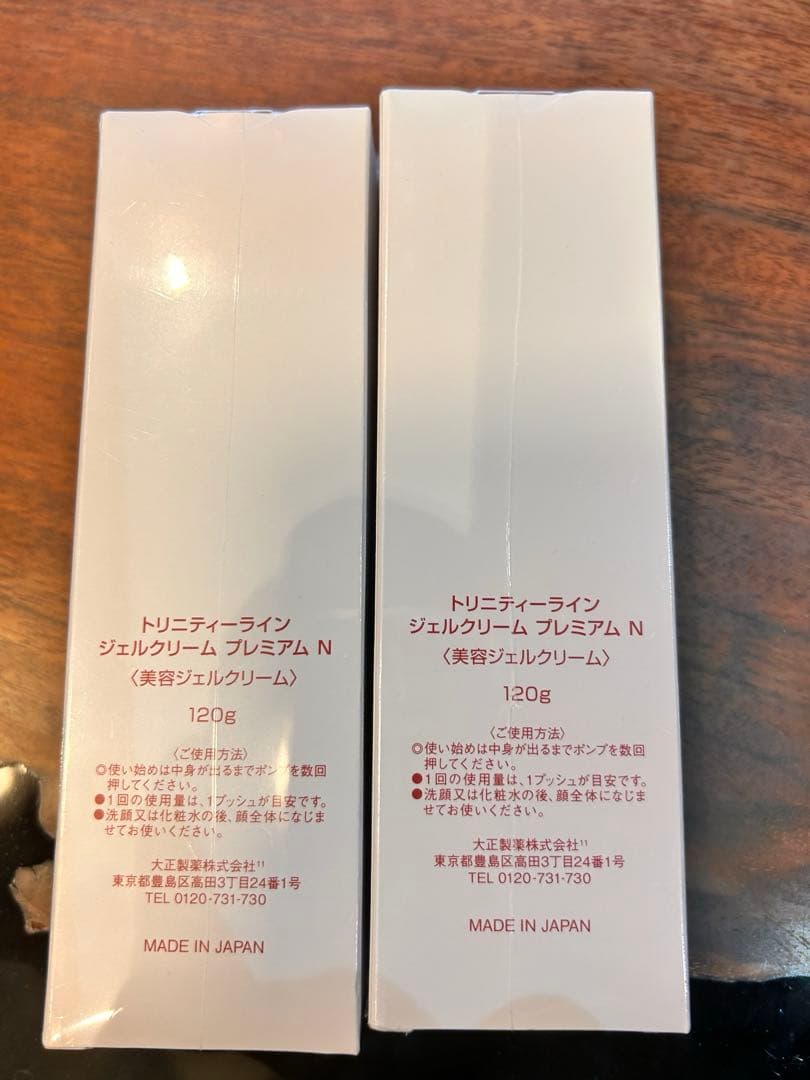 トリニティーライン
ジェルクリーム プレミアム N
〈美容ジェルクリーム〉
120g
〈ご使用方法〉
◎使い始めは中身が出るまでポンプを数回
押してください。
●1回の使用量は、1プッシュが目安です。
●洗顔又は化粧水の後、顔全体になじま
せてお使いください。
大正製薬株式会社¹¹
東京都豊島区高田3丁目24番1号
TEL 0120-731-730
MADE IN JAPAN
トリニティーライン
ジェルクリーム プレミアム N
〈美容ジェルクリーム〉
120g
〈ご使用方法〉
◎使い始めは中身が出るまでポンプを数回
押してください。
●1回の使用量は、1プッシュが目安です。
●洗顔又は化粧水の後、顔全体になじま
せてお使いください。
大正製薬株式会社¹¹
東京都豊島区高田3丁目24番1号
TEL 0120-731-730
MADE IN JAPAN